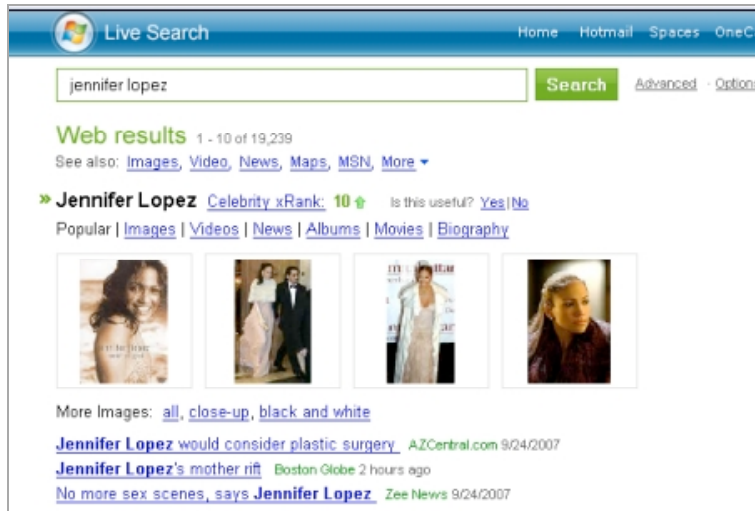 Live Search Home Hotmail Spaces OneC
jennifer lopez Search Advanced · Option
Web results 1 - 10 of 19,239
See also: Images, Video, News, Maps, MSN, More
» Jennifer Lopez Celebrity xRank: 10 Is this useful? Yes|No
Popular | Images | Videos | News | Albums | Movies | Biography
More Images: all, close-up, black and white
Jennifer Lopez would consider plastic surgery AZCentral.com 9/24/2007
Jennifer Lopez's mother rift Boston Globe 2 hours ago
No more sex scenes, says Jennifer Lopez Zee News 9/24/2007